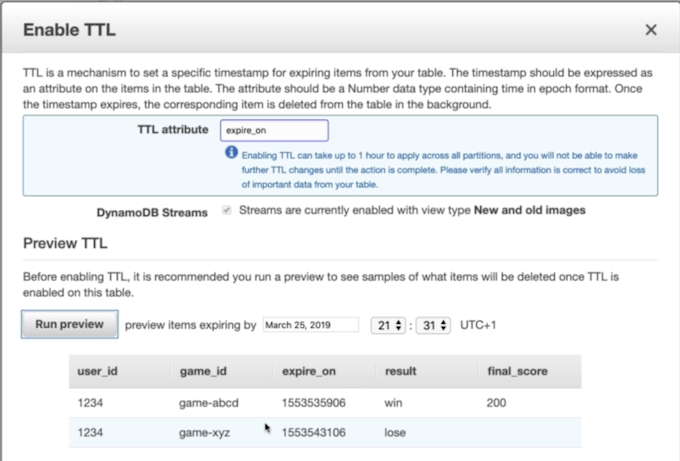 Enable TTL
TTL is a mechanism to set a specific timestamp for expiring items from your table. The timestamp should be expressed as
an attribute on the items in the table. The attribute should be a Number data type containing time in epoch format. Once
the timestamp expires, the corresponding item is deleted from the table in the background.
TTL attribute expire_on
Enabling TTL can take up to 1 hour to apply across all partitions, and you will not be able to make
further TTL changes until the action is complete. Please verify all information is correct to avoid loss
of important data from your table.
DynamoDB Streams Streams are currently enabled with view type New and old images
Preview TTL
Before enabling TTL, it is recommended you run a preview to see samples of what items will be deleted once TTL is
enabled on this table.
Run preview preview items expiring by March 25, 2019 21 : 31 UTC+1
user_id game_id expire_on result final_score
1234 game-abcd 1553535906 win 200
1234 game-xyz 1553543106 lose